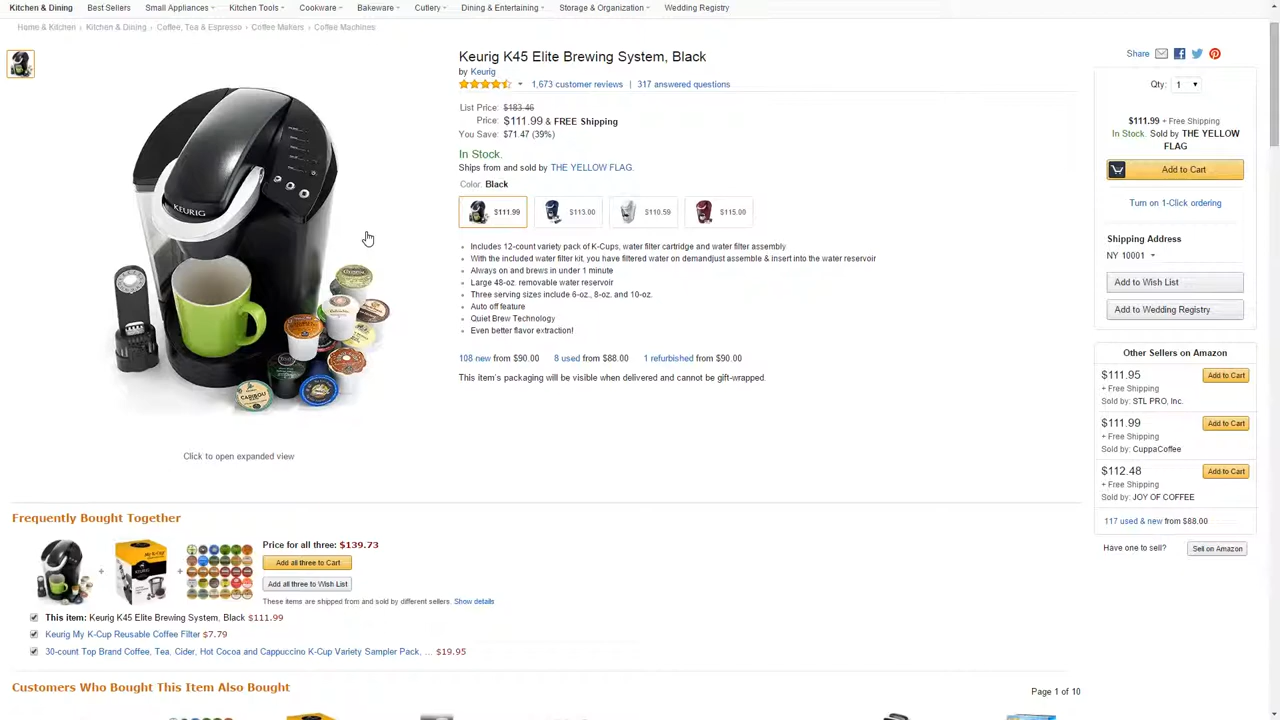 Kitchen & Dining Best Sellers Small Appliances Kitchen Tools Cookware Bakeware Cutlery Dining & Entertaining Storage & Organization Wedding Registry
Home & Kitchen › Kitchen & Dining › Coffee, Tea & Espresso › Coffee Makers › Coffee Machines
Keurig K45 Elite Brewing System, Black
by Keurig
1,673 customer reviews | 317 answered questions
List Price: $183.46
Price: $111.99 & FREE Shipping
You Save: $71.47 (39%)
In Stock.
Ships from and sold by THE YELLOW FLAG.
Color: Black
$111.99 $113.00 $110.59 $115.00
Includes 12-count variety pack of K-Cups, water filter cartridge and water filter assembly
With the included water filter kit, you have filtered water on demandjust assemble & insert into the water reservoir
Always on and brews in under 1 minute
Large 48-oz. removable water reservoir
Three serving sizes include 6-oz., 8-oz. and 10-oz.
Auto off feature
Quiet Brew Technology
Even better flavor extraction!
108 new from $90.00 8 used from $88.00 1 refurbished from $90.00
This item's packaging will be visible when delivered and cannot be gift-wrapped.
KEURIG
CARIBOU
Click to open expanded view
Share
Qty: 1
$111.99 + Free Shipping
In Stock. Sold by THE YELLOW
FLAG
Add to Cart
Turn on 1-Click ordering
Shipping Address
NY 10001
Add to Wish List
Add to Wedding Registry
Other Sellers on Amazon
$111.95 Add to Cart
+ Free Shipping
Sold by: STL PRO, Inc.
$111.99 Add to Cart
+ Free Shipping
Sold by: CuppaCoffee
$112.48 Add to Cart
+ Free Shipping
Sold by: JOY OF COFFEE
117 used & new from $88.00
Have one to sell? Sell on Amazon
Frequently Bought Together
+ +
Price for all three: $139.73
Add all three to Cart
Add all three to Wish List
These items are shipped from and sold by different sellers. Show details
This item: Keurig K45 Elite Brewing System, Black $111.99
Keurig My K-Cup Reusable Coffee Filter $7.79
30-count Top Brand Coffee, Tea, Cider, Hot Cocoa and Cappuccino K-Cup Variety Sampler Pack, ... $19.95
Customers Who Bought This Item Also Bought
Page 1 of 10